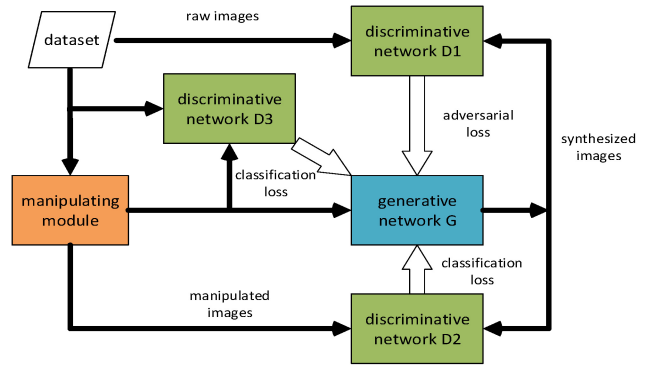 raw images
dataset
discriminative
network D1
discriminative
network D3
adversarial
loss
synthesized
images
classification
loss
manipulating
module
generative
network G
classification
loss
manipulated
images
discriminative
network D2